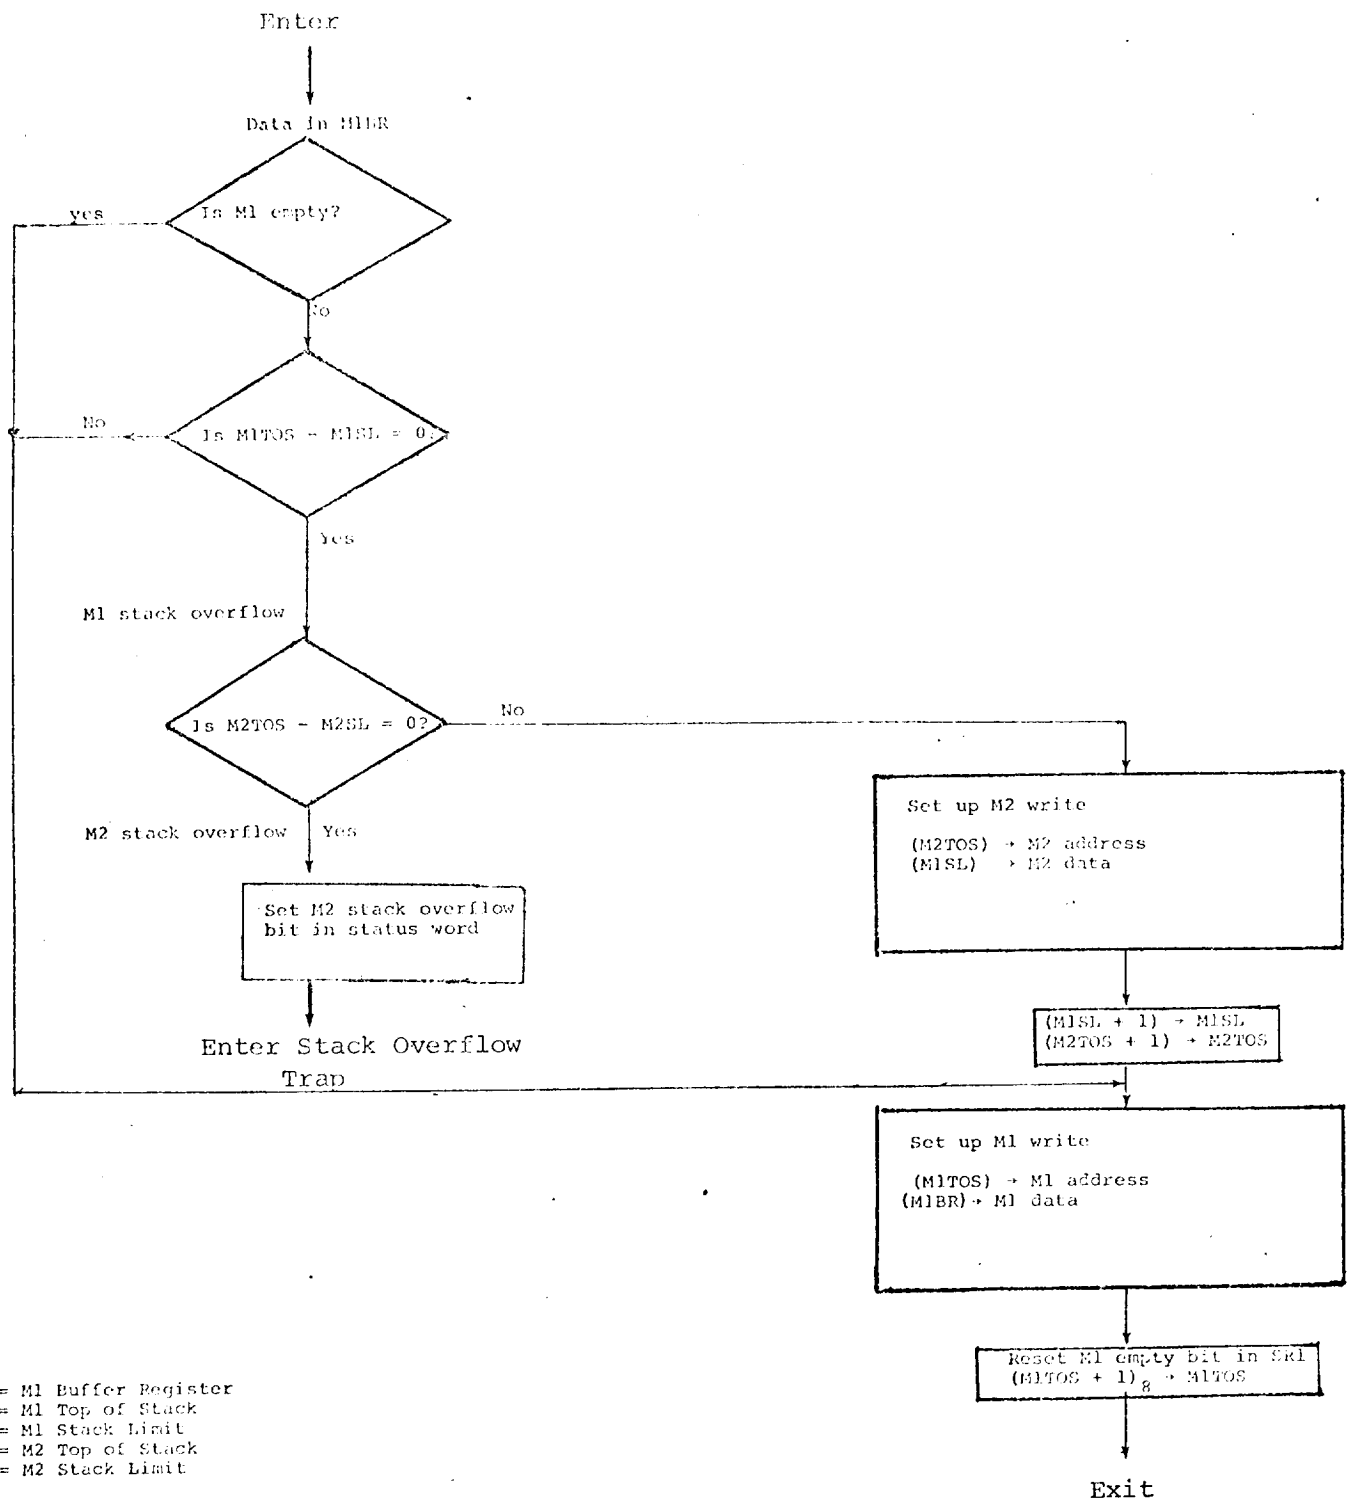 Enter
Data in M1BR
Is M1 empty?
yes
No
Is M1TOS - M1SL = 0?
No
Yes
M1 stack overflow
Is M2TOS - M2SL = 0?
No
M2 stack overflow
Yes
Set up M2 write
(M2TOS) → M2 address
(M1SL) → M2 data
Set M2 stack overflow
bit in status word
(M1SL + 1) → M1SL
(M2TOS + 1) → M2TOS
Enter Stack Overflow
Trap
Set up M1 write
(M1TOS) → M1 address
(M1BR) → M1 data
Reset M1 empty bit in SR1
(M1TOS + 1)8 → M1TOS
= M1 Buffer Register
= M1 Top of Stack
= M1 Stack Limit
= M2 Top of Stack
= M2 Stack Limit
Exit